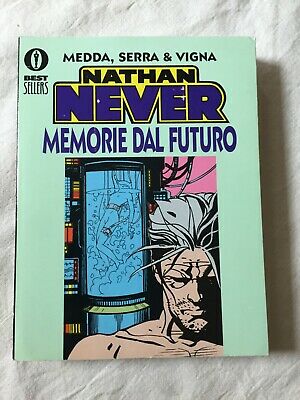 MEDDA, SERRA & VIGNA
BEST
SELLERS
NATHAN
NEVER
MEMORIE DAL FUTURO